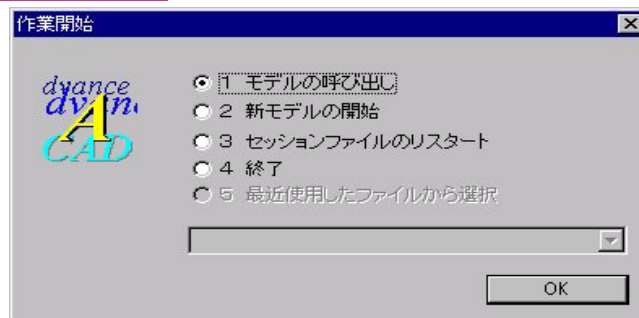 作業開始
dvance
dvan
A
CAD
1 モデルの呼び出し
2 新モデルの開始
3 セッションファイルのリスタート
4 終了
5 最近使用したファイルから選択
OK